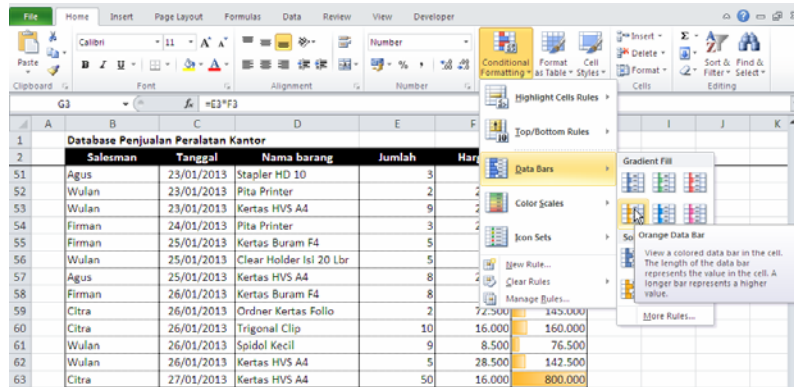 File Home Insert Page Layout Formulas Data Review View Developer
Calibri 11 A A Number Insert Σ
Paste Conditional Format Cell Delete Sort & Find &
B I U A % , Formatting as Table Styles Format Filter Select
Clipboard Font Alignment Number Cells Editing
G3 fx =E3*F3
Highlight Cells Rules
Top/Bottom Rules
Data Bars
Color Scales
Icon Sets
New Rule...
Clear Rules
Manage Rules...
Gradient Fill
Orange Data Bar
View a colored data bar in the cell.
The length of the data bar
represents the value in the cell. A
longer bar represents a higher
value.
More Rules...
A B C D E F I J K
1 Database Penjualan Peralatan Kantor
2 Salesman Tanggal Nama barang Jumlah
51 Agus 23/01/2013 Stapler HD 10 3
52 Wulan 23/01/2013 Pita Printer 2
53 Wulan 23/01/2013 Kertas HVS A4 9
54 Firman 24/01/2013 Pita Printer 3
55 Firman 25/01/2013 Kertas Buram F4 5
56 Wulan 25/01/2013 Clear Holder Isi 20 Lbr 5
57 Agus 25/01/2013 Kertas HVS A4 8
58 Firman 26/01/2013 Kertas Buram F4 8
59 Citra 26/01/2013 Ordner Kertas Folio 2 72.500 145.000
60 Citra 26/01/2013 Trigonal Clip 10 16.000 160.000
61 Wulan 26/01/2013 Spidol Kecil 9 8.500 76.500
62 Wulan 26/01/2013 Kertas HVS A4 5 28.500 142.500
63 Citra 27/01/2013 Kertas HVS A4 50 16.000 800.000